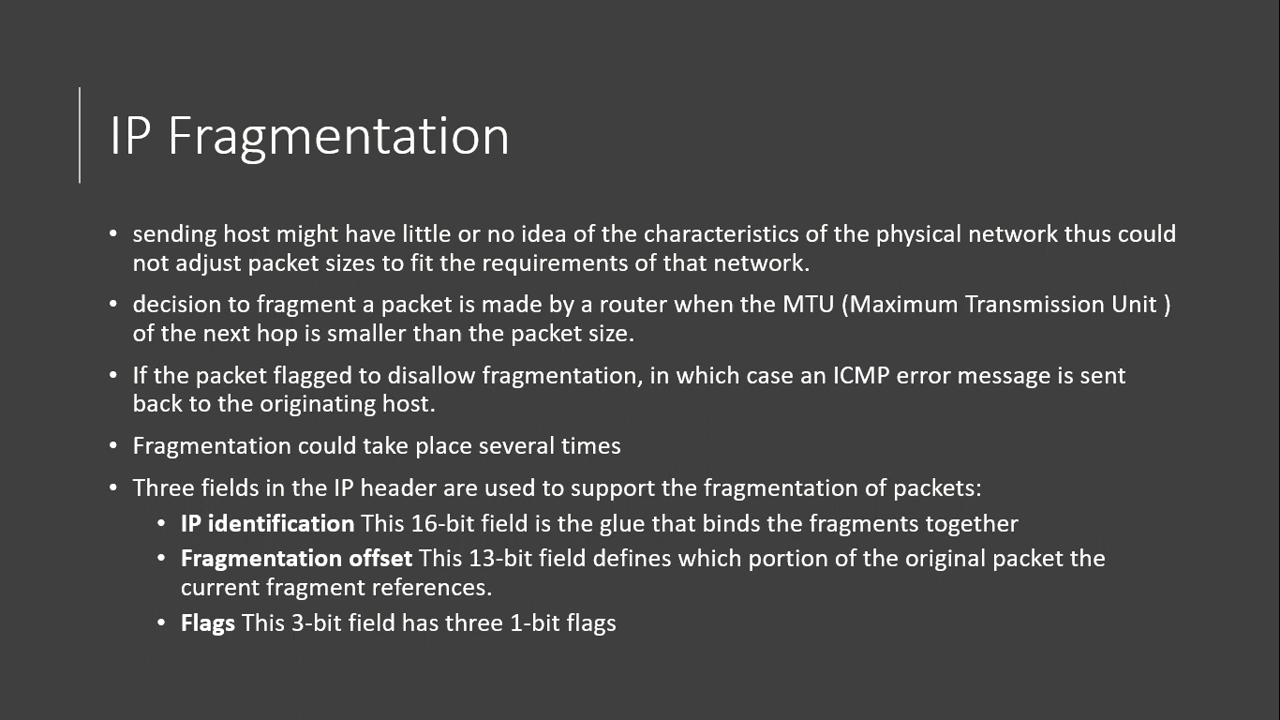 IP Fragmentation
• sending host might have little or no idea of the characteristics of the physical network thus could
not adjust packet sizes to fit the requirements of that network.
• decision to fragment a packet is made by a router when the MTU (Maximum Transmission Unit )
of the next hop is smaller than the packet size.
• If the packet flagged to disallow fragmentation, in which case an ICMP error message is sent
back to the originating host.
• Fragmentation could take place several times
• Three fields in the IP header are used to support the fragmentation of packets:
• IP identification This 16-bit field is the glue that binds the fragments together
• Fragmentation offset This 13-bit field defines which portion of the original packet the
current fragment references.
• Flags This 3-bit field has three 1-bit flags